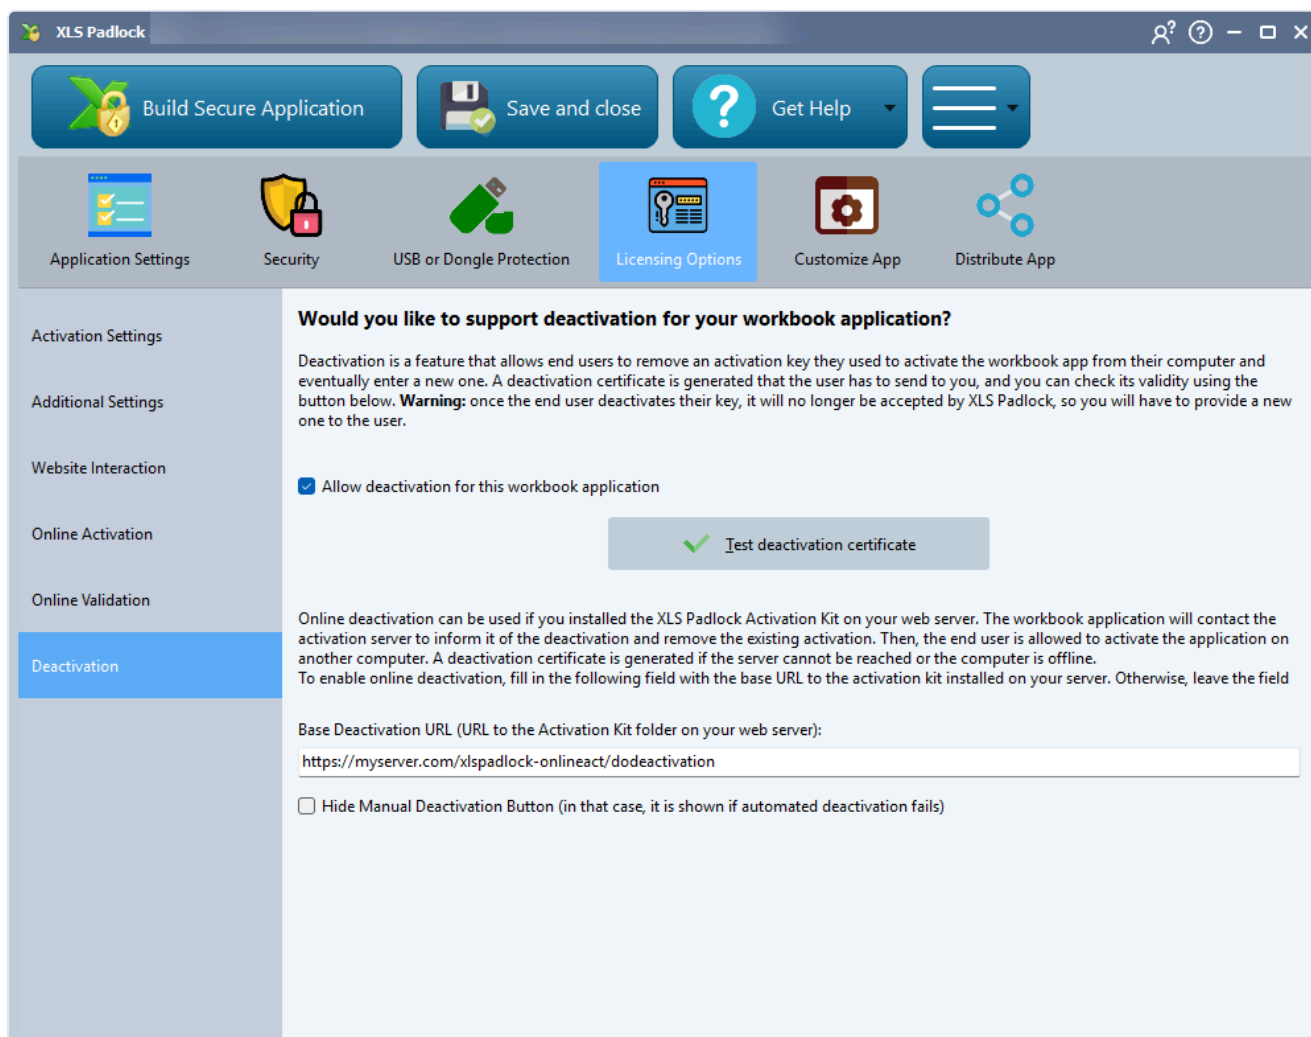 XLS Padlock
Build Secure Application
Save and close
Get Help
Application Settings
Security
USB or Dongle Protection
Licensing Options
Customize App
Distribute App
Activation Settings
Additional Settings
Website Interaction
Online Activation
Online Validation
Deactivation
Would you like to support deactivation for your workbook application?
Deactivation is a feature that allows end users to remove an activation key they used to activate the workbook app from their computer and
eventually enter a new one. A deactivation certificate is generated that the user has to send to you, and you can check its validity using the
button below. Warning: once the end user deactivates their key, it will no longer be accepted by XLS Padlock, so you will have to provide a new
one to the user.
Allow deactivation for this workbook application
Test deactivation certificate
Online deactivation can be used if you installed the XLS Padlock Activation Kit on your web server. The workbook application will contact the
activation server to inform it of the deactivation and remove the existing activation. Then, the end user is allowed to activate the application on
another computer. A deactivation certificate is generated if the server cannot be reached or the computer is offline.
To enable online deactivation, fill in the following field with the base URL to the activation kit installed on your server. Otherwise, leave the field
Base Deactivation URL (URL to the Activation Kit folder on your web server):
https://myserver.com/xlspadlock-onlineact/dodeactivation
Hide Manual Deactivation Button (in that case, it is shown if automated deactivation fails)